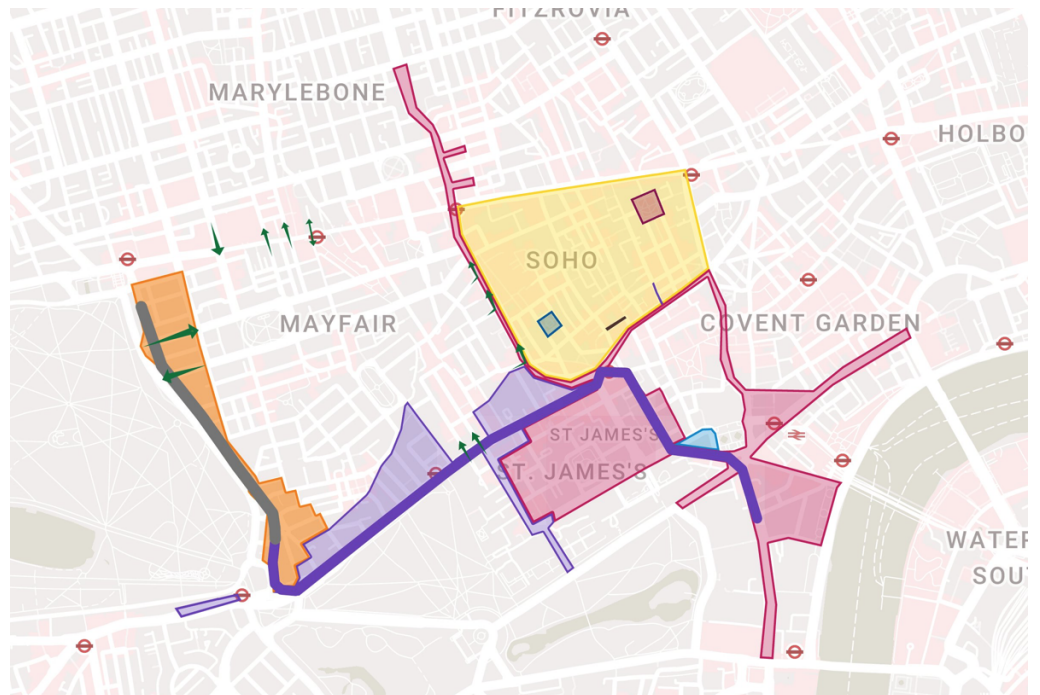 FITZROVIA
MARYLEBONE
HOLBO
SOHO
MAYFAIR
COVENT GARDEN
ST JAMES'S
ST. JAMES'S
WATER
SOU